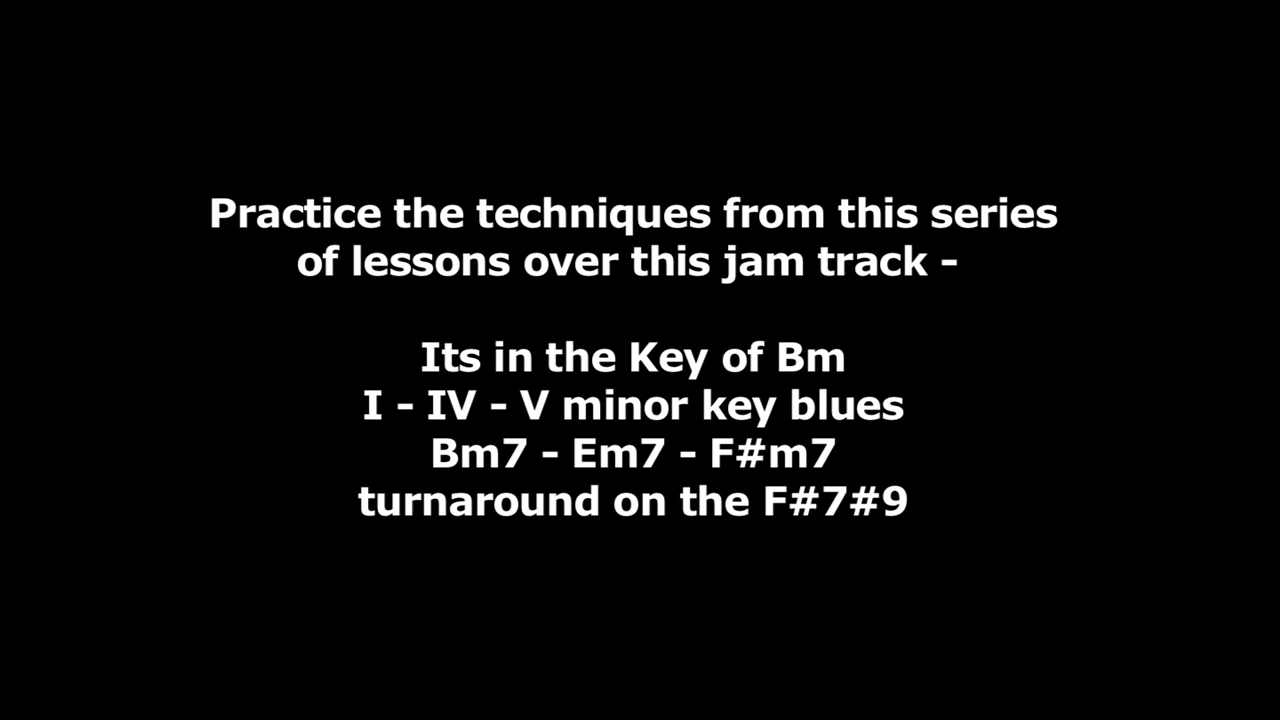 Practice the techniques from this series
of lessons over this jam track -
Its in the Key of Bm
I - IV - V minor key blues
Bm7 - Em7 - F#m7
turnaround on the F#7#9